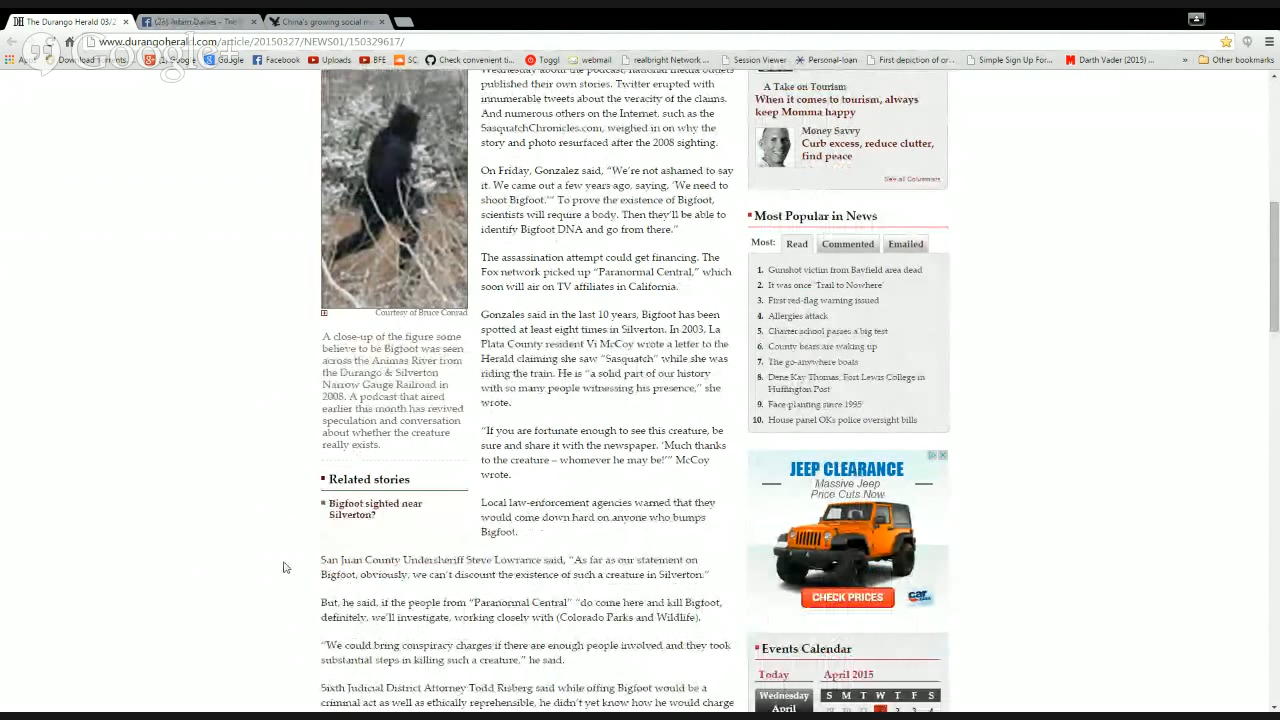 The Durango Herald 03/2
(23) Adam Davies - The
China's growing social me
www.durangoherald.com/article/20150327/NEWS01/150329617/
Google+
Download Torrents
Google
Facebook
Uploads
BFE
SC
Check convenient ti...
Toggl
webmail
realbright Network ...
Session Viewer
Personal-loan
First depiction of or...
Simple Sign Up For...
Darth Vader (2015) ...
»
Other bookmarks
Wednesday about the podcast, national media outlets
published their own stories. Twitter erupted with
innumerable tweets about the veracity of the claims.
And numerous others on the Internet, such as the
SasquatchChronicles.com, weighed in on why the
story and photo resurfaced after the 2008 sighting.
On Friday, Gonzalez said, “We're not ashamed to say
it. We came out a few years ago, saying, ‘We need to
shoot Bigfoot.’” To prove the existence of Bigfoot,
scientists will require a body. Then they'll be able to
identify Bigfoot DNA and go from there.”
The assassination attempt could get financing. The
Fox network picked up “Paranormal Central,” which
soon will air on TV affiliates in California.
Gonzales said in the last 10 years, Bigfoot has been
spotted at least eight times in Silverton. In 2003, La
Plata County resident Vi McCoy wrote a letter to the
Herald claiming she saw “Sasquatch” while she was
riding the train. He is “a solid part of our history
with so many people witnessing his presence,” she
wrote.
“If you are fortunate enough to see this creature, be
sure and share it with the newspaper. ‘Much thanks
to the creature – whomever he may be!’” McCoy
wrote.
Local law-enforcement agencies warned that they
would come down hard on anyone who bumps
Bigfoot.
Courtesy of Bruce Conrad
A close-up of the figure some
believe to be Bigfoot was seen
across the Animas River from
the Durango & Silverton
Narrow Gauge Railroad in
2008. A podcast that aired
earlier this month has revived
speculation and conversation
about whether the creature
really exists.
Related stories
Bigfoot sighted near
Silverton?
San Juan County Undersheriff Steve Lowrance said, “As far as our statement on
Bigfoot, obviously, we can't discount the existence of such a creature in Silverton.”
But, he said, if the people from “Paranormal Central” “do come here and kill Bigfoot,
definitely, we'll investigate, working closely with (Colorado Parks and Wildlife).
“We could bring conspiracy charges if there are enough people involved and they took
substantial steps in killing such a creature,” he said.
Sixth Judicial District Attorney Todd Risberg said while offing Bigfoot would be a
criminal act as well as ethically reprehensible, he didn't yet know how he would charge
A Take on Tourism
When it comes to tourism, always
keep Momma happy
Money Savvy
Curb excess, reduce clutter,
find peace
See all Columnists
Most Popular in News
Most: Read Commented Emailed
1. Gunshot victim from Bayfield area dead
2. It was once 'Trail to Nowhere'
3. First red-flag warning issued
4. Allergies attack
5. Charter school parses a big test
6. County bears are waking up
7. The go-anywhere boats
8. Dene Kay Thomas, Fort Lewis College in
Huffington Post
9. Face-planting since 1995
10. House panel OKs police oversight bills
JEEP CLEARANCE
Massive Jeep
Price Cuts Now
CHECK PRICES
car
Events Calendar
Today
April 2015
Wednesday
April
S M T W T F S